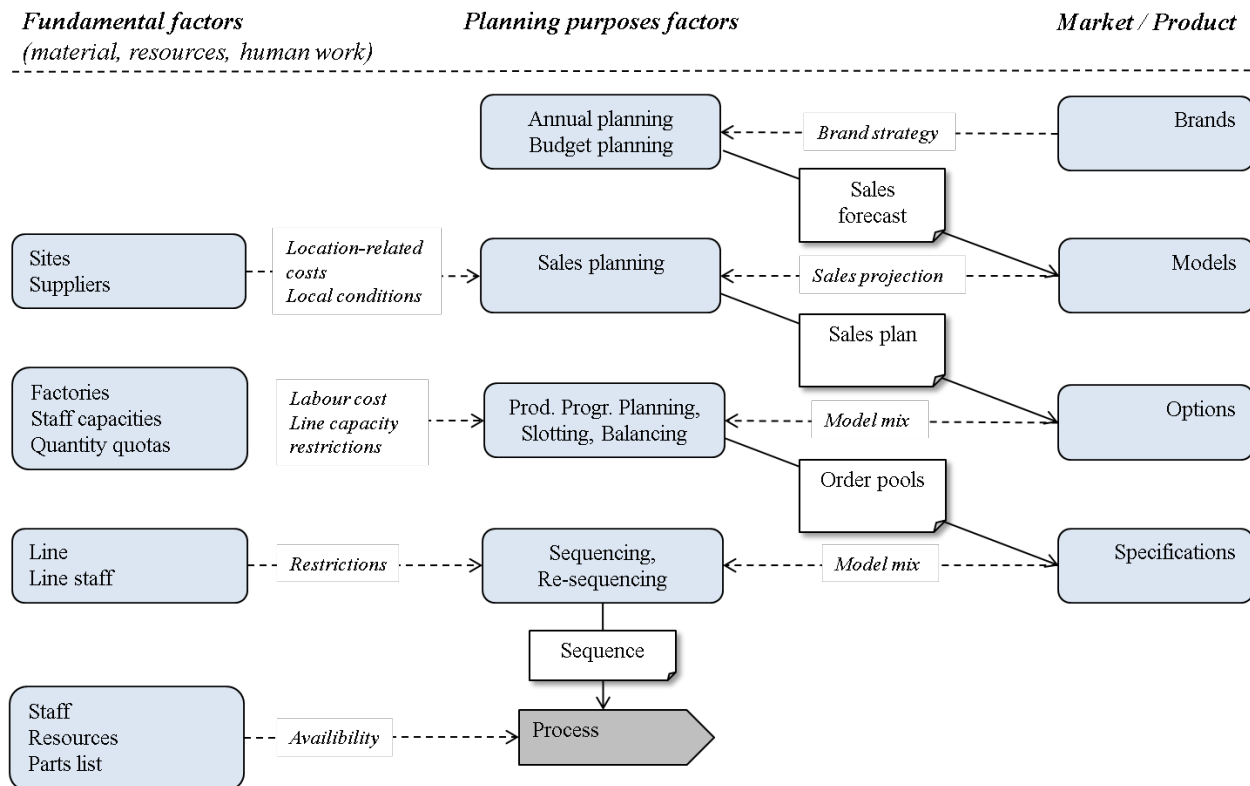 Fundamental factors
(material, resources, human work)
Planning purposes factors
Market / Product
Annual planning
Budget planning
Brand strategy
Brands
Sales
forecast
Sites
Suppliers
Location-related
costs
Local conditions
Sales planning
Sales projection
Models
Sales plan
Factories
Staff capacities
Quantity quotas
Labour cost
Line capacity
restrictions
Prod. Progr. Planning,
Slotting, Balancing
Model mix
Options
Order pools
Line
Line staff
Restrictions
Sequencing,
Re-sequencing
Model mix
Specifications
Sequence
Staff
Resources
Parts list
Availibility
Process